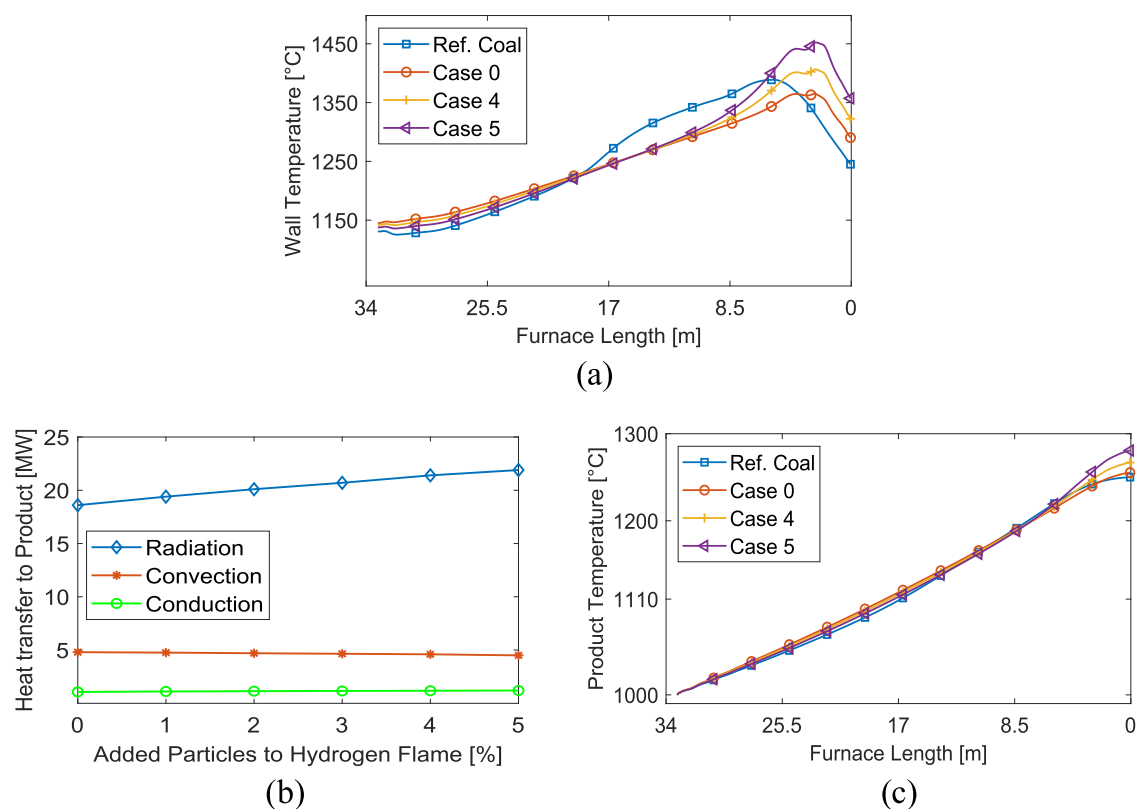 1450
1350
1250
1150
Wall Temperature [°C]
Ref. Coal
Case 0
Case 4
Case 5
34 25.5 17 8.5 0
Furnace Length [m]
(a)
25
20
15
10
5
Heat transfer to Product [MW]
Radiation
Convection
Conduction
0 1 2 3 4 5
Added Particles to Hydrogen Flame [%]
(b)
1300
1200
1110
1000
Product Temperature [°C]
Ref. Coal
Case 0
Case 4
Case 5
34 25.5 17 8.5 0
Furnace Length [m]
(c)